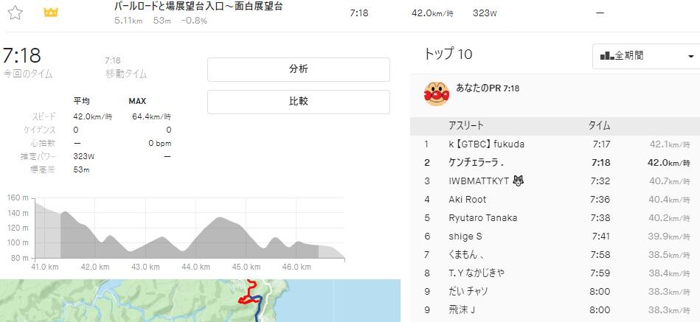 パールロードと場展望台入口～面白展望台
5.11km 53m -0.8%
7:18 42.0km/時 323W —
7:18
今回のタイム
7:18
移動タイム
分析
比較
平均 MAX
スピード 42.0km/時 64.4km/時
ケイデンス 0 0
心拍数 — 0 bpm
推定パワー 323W —
標高差 53m
160 m
140 m
120 m
100 m
80 m
41.0 km 42.0 km 43.0 km 44.0 km 45.0 km 46.0 km
トップ 10
全期間
あなたのPR 7:18
アスリート タイム
1 k【GTBC】fukuda 7:17 42.1km/時
2 ケンチェラーラ . 7:18 42.0km/時
3 IWBMATTKYT 7:32 40.7km/時
4 Aki Root 7:36 40.4km/時
5 Ryutaro Tanaka 7:38 40.2km/時
6 shige S 7:41 39.9km/時
7 くまもん 、 7:58 38.5km/時
8 T.Y なかじきや 7:59 38.4km/時
9 だい チャソ 8:00 38.3km/時
9 飛沫 J 8:00 38.3km/時